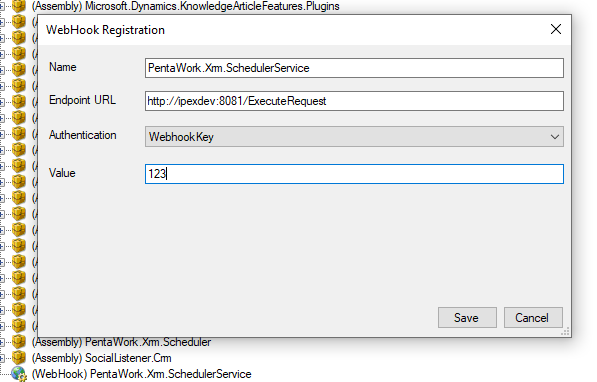 (Assembly) Microsoft.Dynamics.KnowledgeArticleFeatures.Plugins
WebHook Registration
Name
PentaWork.Xrm.SchedulerService
Endpoint URL
http://ipexdev:8081/ExecuteRequest
Authentication
WebhookKey
Value
123
Save
Cancel
(Assembly) PentaWork.Xrm.Scheduler
(Assembly) SocialListener.Crm
(WebHook) PentaWork.Xrm.SchedulerService